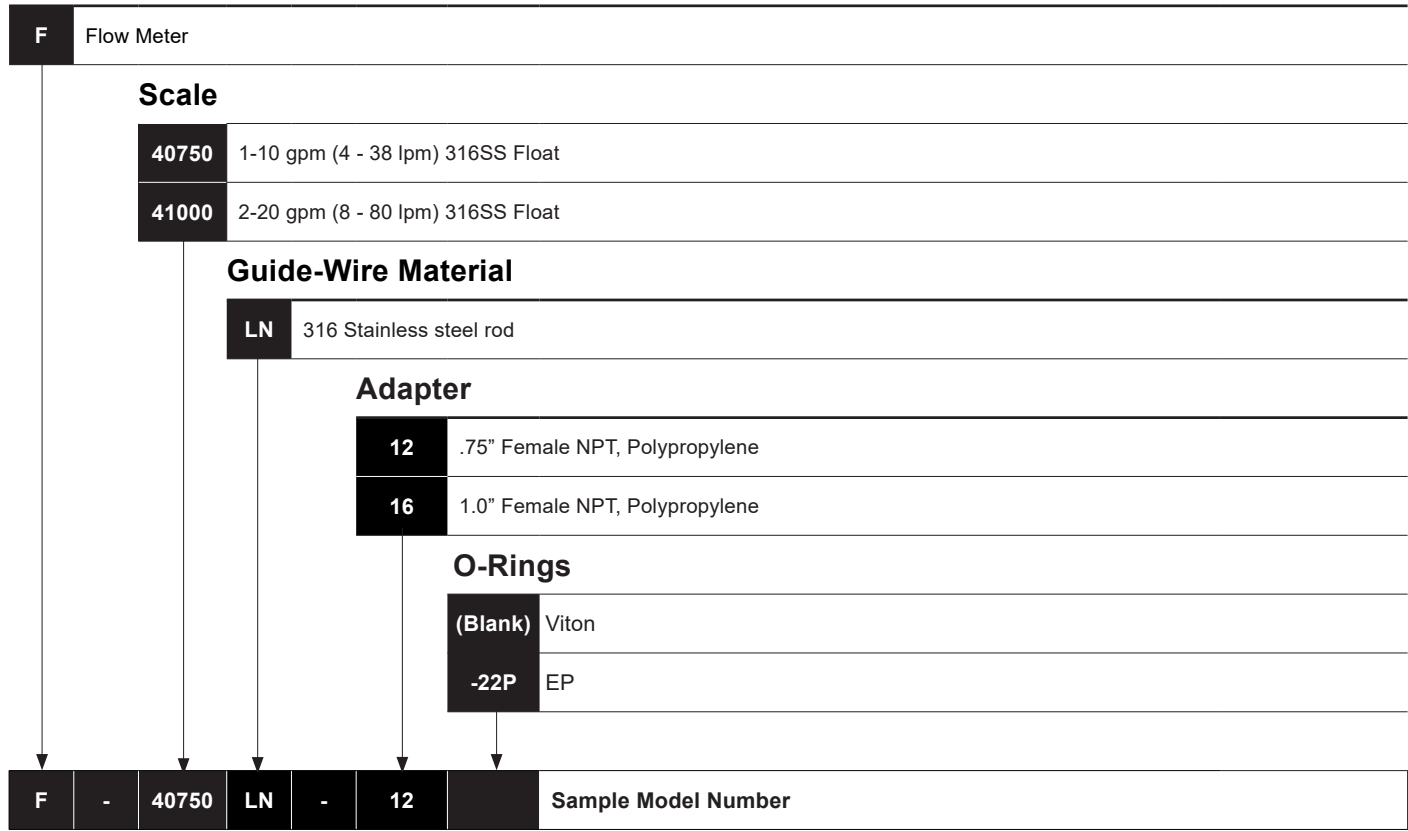 F Flow Meter
Scale
40750 1-10 gpm (4 - 38 lpm) 316SS Float
41000 2-20 gpm (8 - 80 lpm) 316SS Float
Guide-Wire Material
LN 316 Stainless steel rod
Adapter
12 .75” Female NPT, Polypropylene
16 1.0” Female NPT, Polypropylene
O-Rings
(Blank) Viton
-22P EP
F - 40750 LN - 12 Sample Model Number